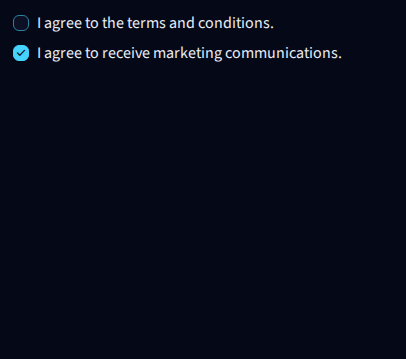 I agree to the terms and conditions.
I agree to receive marketing communications.